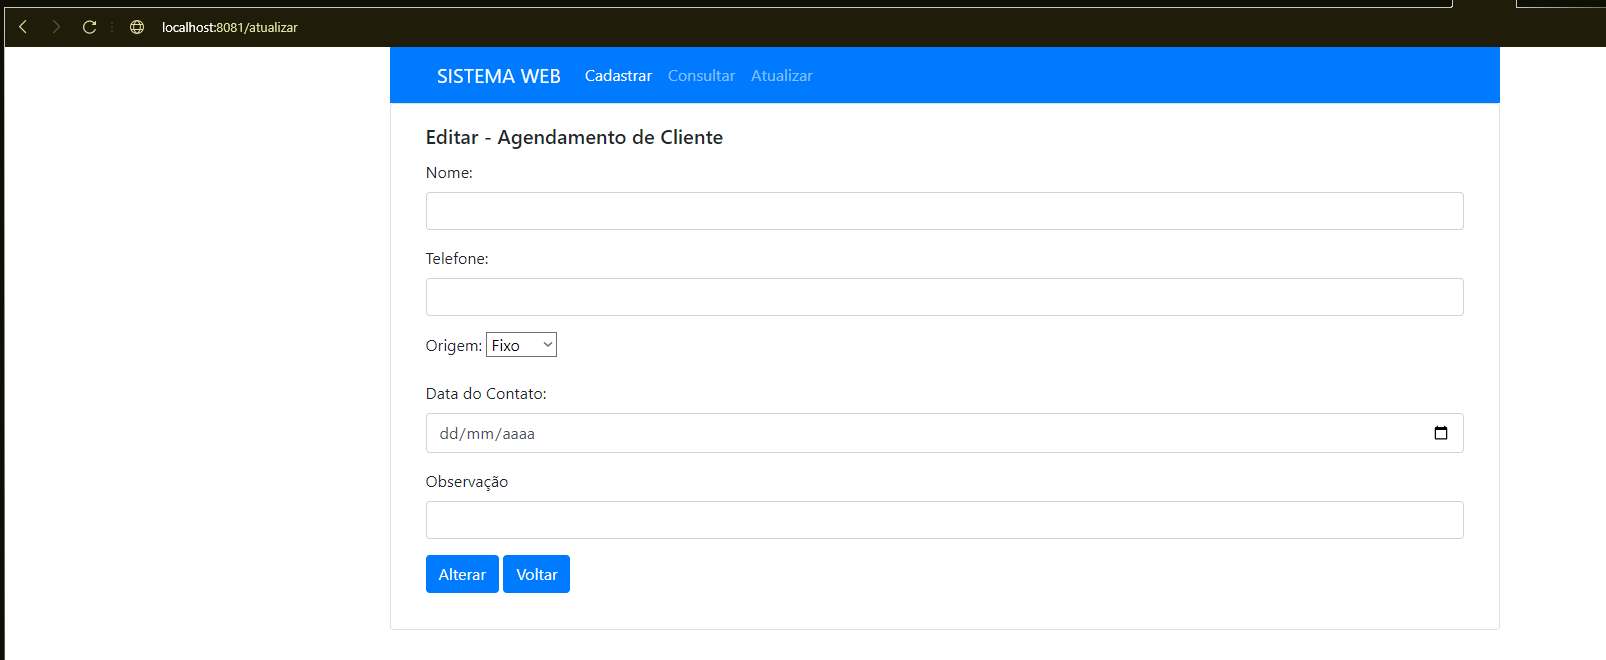 localhost:8081/atualizar
SISTEMA WEB Cadastrar Consultar Atualizar
Editar - Agendamento de Cliente
Nome:
Telefone:
Origem: Fixo
Data do Contato:
dd/mm/aaaa
Observação
Alterar Voltar